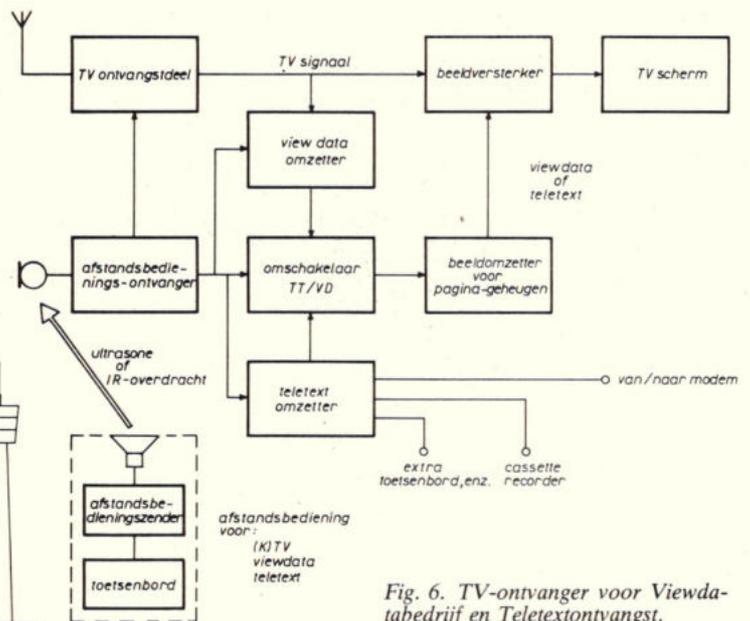 TV ontvangstdeel
TV signaal
beeldversterker
TV scherm
view data
omzetter
viewdata
of
teletext
afstandsbedie-
nings-ontvanger
omschakelaar
TT/VD
beeldomzetter
voor
pagina-geheugen
ultrasone
of
IR-overdracht
teletext
omzetter
van/naar modem
extra
toetsenbord, enz.
cassette
recorder
afstandsbe-
dieningszender
toetsenbord
afstandsbediening
voor:
(K)TV
viewdata
teletext
Fig. 6. TV-ontvanger voor Viewda-
tabedrijf en Teletextontvangst.